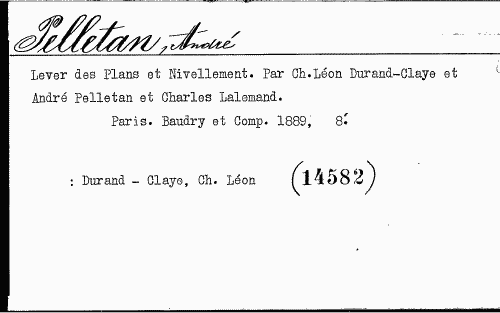 Pelletan, André
Lever des Plans et Nivellement. Par Ch.Léon Durand-Claye et
André Pelletan et Charles Lalemand.
Paris. Baudry et Comp. 1889, 8.
: Durand - Claye, Ch. Léon (14582)